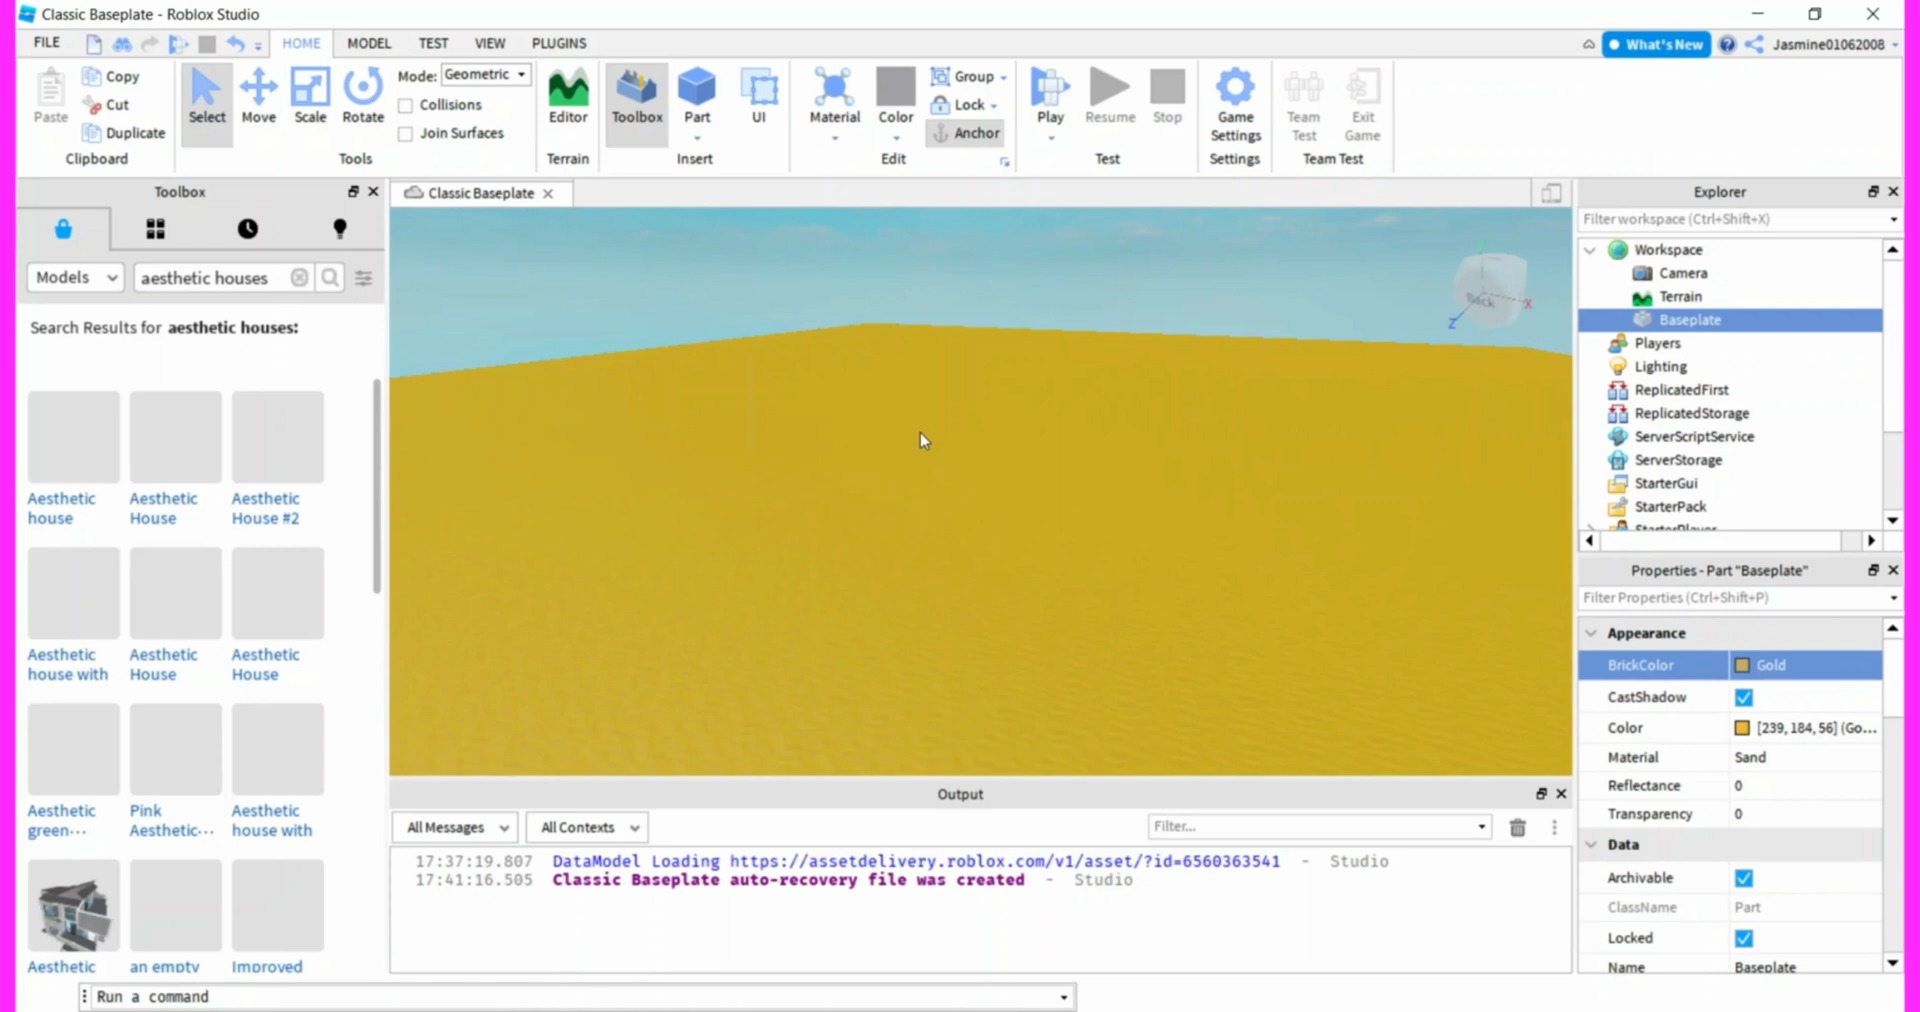 Classic Baseplate - Roblox Studio
FILE HOME MODEL TEST VIEW PLUGINS What's New Jasmine01062008
Paste Copy Cut Duplicate Clipboard
Select Move Scale Rotate Mode: Geometric Collisions Join Surfaces Tools
Editor Terrain
Toolbox Part UI Insert
Material Color Group Lock Anchor Edit
Play Resume Stop Test
Game Settings Settings
Team Test Exit Game Team Test
Toolbox
Models aesthetic houses
Search Results for aesthetic houses:
Aesthetic house
Aesthetic House
Aesthetic House #2
Aesthetic house with
Aesthetic House
Aesthetic House
Aesthetic green...
Pink Aesthetic...
Aesthetic house with
Aesthetic
an empty
Improved
Classic Baseplate
Back X Z
Output
All Messages All Contexts Filter...
17:37:19.807 DataModel Loading https://assetdelivery.roblox.com/v1/asset/?id=6560363541 - Studio
17:41:16.505 Classic Baseplate auto-recovery file was created - Studio
Run a command
Explorer
Filter workspace (Ctrl+Shift+X)
Workspace
Camera
Terrain
Baseplate
Players
Lighting
ReplicatedFirst
ReplicatedStorage
ServerScriptService
ServerStorage
StarterGui
StarterPack
StarterPlayer
Properties - Part "Baseplate"
Filter Properties (Ctrl+Shift+P)
Appearance
BrickColor Gold
CastShadow
Color [239, 184, 56] (Go...
Material Sand
Reflectance 0
Transparency 0
Data
Archivable
ClassName Part
Locked
Name Baseplate